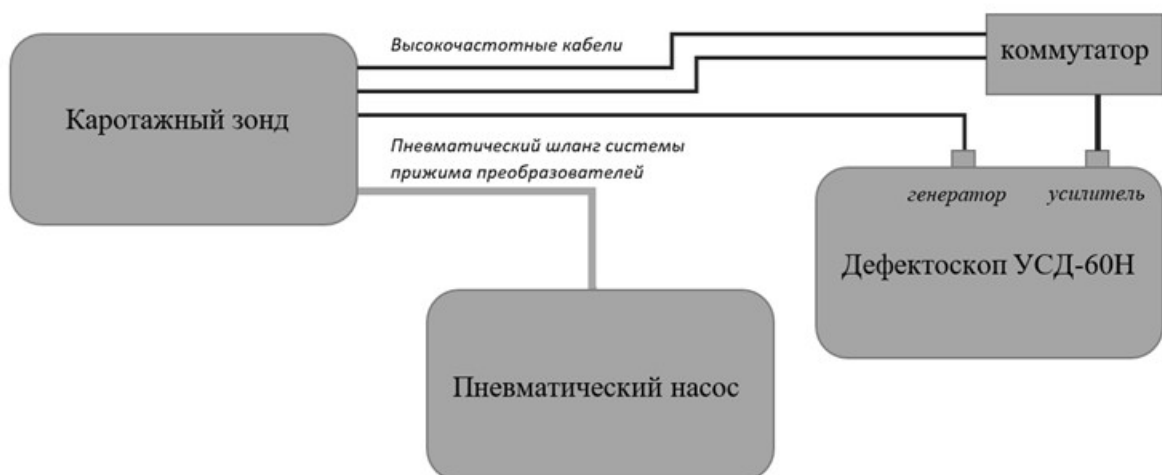 Высокочастотные кабели
коммутатор
Каротажный зонд
Пневматический шланг системы
прижима преобразователей
генератор
усилитель
Дефектоскоп УСД-60Н
Пневматический насос